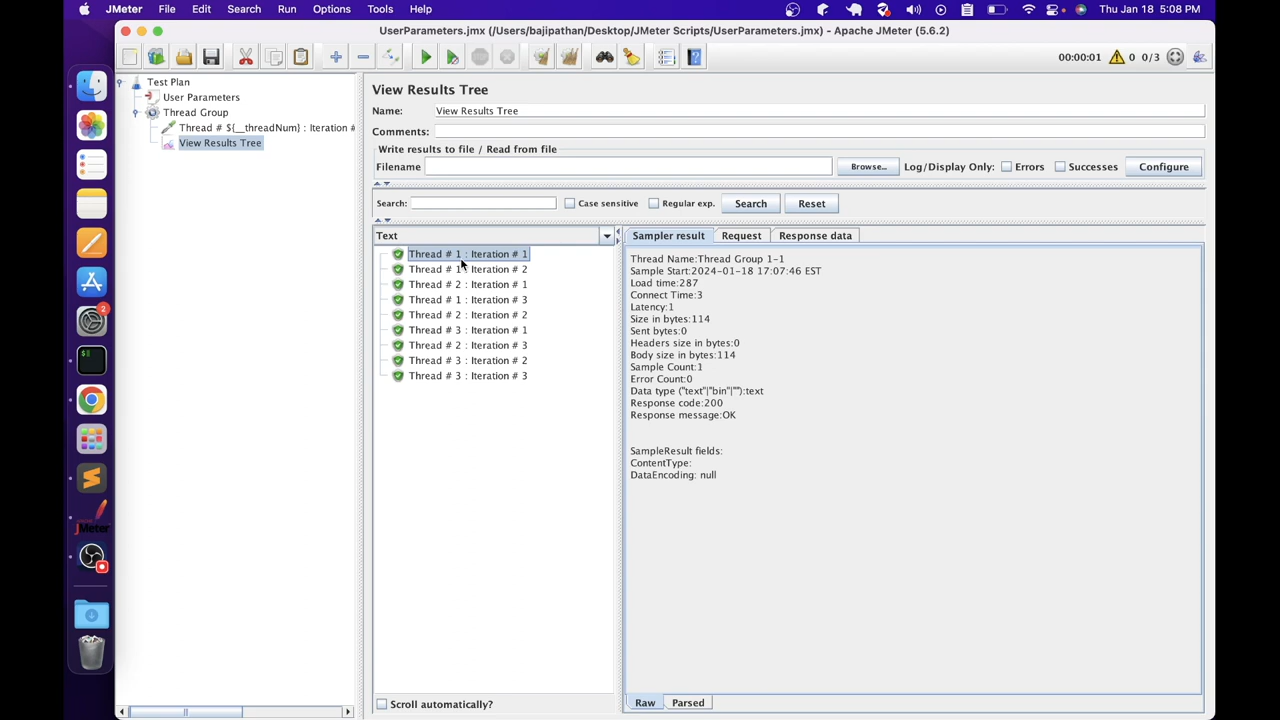 JMeter File Edit Search Run Options Tools Help Thu Jan 18 5:08 PM
UserParameters.jmx (/Users/bajipathan/Desktop/JMeter Scripts/UserParameters.jmx) - Apache JMeter (5.6.2)
00:00:01 0 0/3
Test Plan
User Parameters
Thread Group
Thread # ${__threadNum} : Iteration #
View Results Tree
View Results Tree
Name: View Results Tree
Comments:
Write results to file / Read from file
Filename Browse... Log/Display Only: Errors Successes Configure
Search: Case sensitive Regular exp. Search Reset
Text
Thread # 1 : Iteration # 1
Thread # 1 : Iteration # 2
Thread # 2 : Iteration # 1
Thread # 1 : Iteration # 3
Thread # 2 : Iteration # 2
Thread # 3 : Iteration # 1
Thread # 2 : Iteration # 3
Thread # 3 : Iteration # 2
Thread # 3 : Iteration # 3
Scroll automatically?
Sampler result Request Response data
Thread Name:Thread Group 1-1
Sample Start:2024-01-18 17:07:46 EST
Load time:287
Connect Time:3
Latency:1
Size in bytes:114
Sent bytes:0
Headers size in bytes:0
Body size in bytes:114
Sample Count:1
Error Count:0
Data type ("text"|"bin"|""):text
Response code:200
Response message:OK
SampleResult fields:
ContentType:
DataEncoding: null
Raw Parsed
2
JMeter